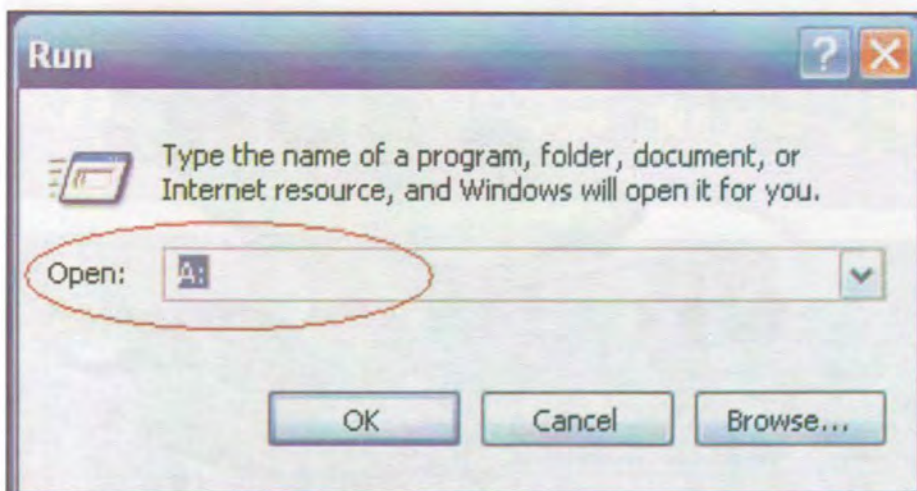 Run
?
Type the name of a program, folder, document, or
Internet resource, and Windows will open it for you.
Open: A:
OK Cancel Browse...